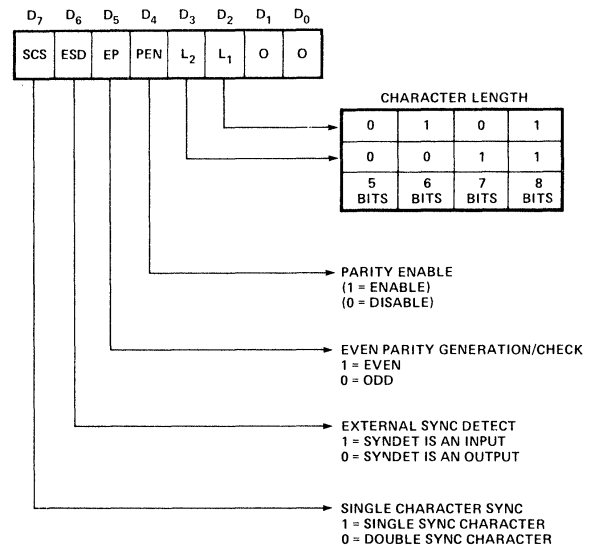 D7 D6 D5 D4 D3 D2 D1 D0
SCS ESD EP PEN L2 L1 O O
CHARACTER LENGTH
0 1 0 1
0 0 1 1
5 BITS 6 BITS 7 BITS 8 BITS
PARITY ENABLE
(1 = ENABLE)
(0 = DISABLE)
EVEN PARITY GENERATION/CHECK
1 = EVEN
0 = ODD
EXTERNAL SYNC DETECT
1 = SYNDET IS AN INPUT
0 = SYNDET IS AN OUTPUT
SINGLE CHARACTER SYNC
1 = SINGLE SYNC CHARACTER
0 = DOUBLE SYNC CHARACTER